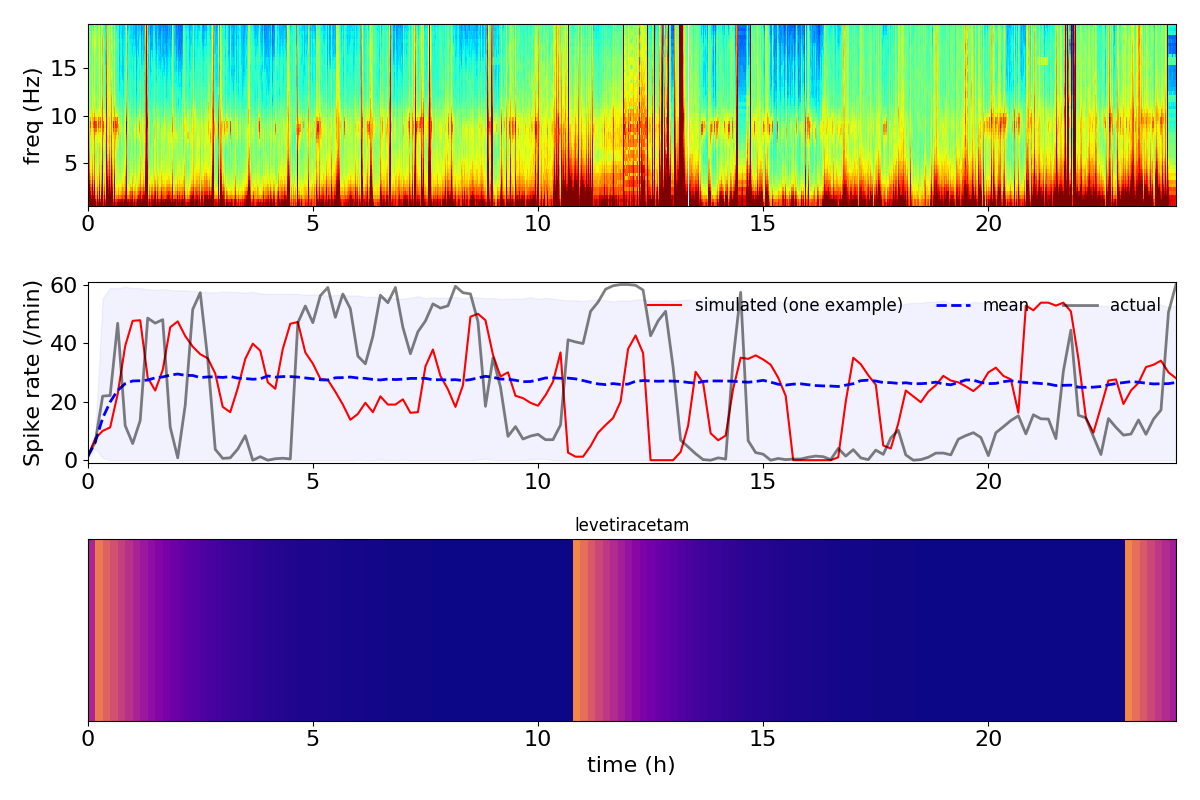 freq (Hz)
15
10
5
0 5 10 15 20
Spike rate (/min)
60
40
20
0
simulated (one example) mean actual
0 5 10 15 20
levetiracetam
0 5 10 15 20
time (h)